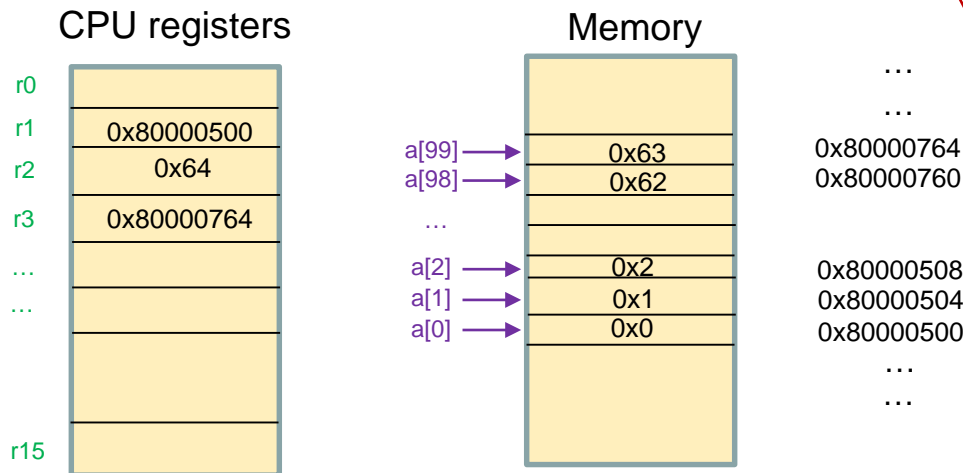 CPU registers
r0
r1 0x80000500
r2 0x64
r3 0x80000764
…
…
r15
Memory
…
…
a[99] 0x63 0x80000764
a[98] 0x62 0x80000760
…
a[2] 0x2 0x80000508
a[1] 0x1 0x80000504
a[0] 0x0 0x80000500
…
…